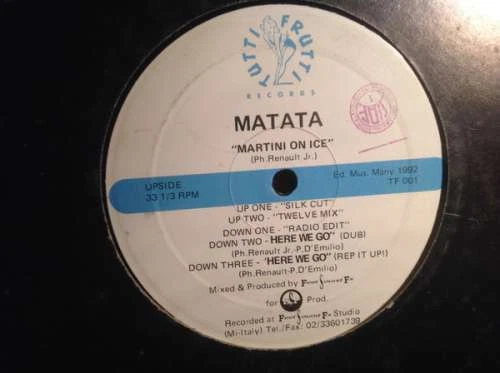 TUTTI FRUTTI
RECORDS
MATATA
"MARTINI ON ICE"
(Ph.Renault Jr.)
UPSIDE
33 1/3 RPM
Ed. Mus. Many 1992
TF 001
UP ONE - "SILK CUT"
UP TWO - "TWELVE MIX"
DOWN ONE - "RADIO EDIT"
DOWN TWO - HERE WE GO" (DUB)
(Ph.Renault Jr.-P.D'Emilio)
DOWN THREE - 'HERE WE GO" (REP IT UP!)
(Ph.Renault-P.D'Emilio)
Mixed & Produced by
for Prod.
Recorded at Studio
(Mi-Italy) Tel./Fax: 02/33601739